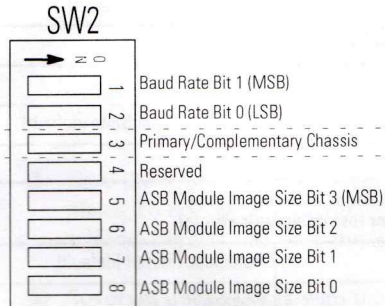 SW2
ON
1 Baud Rate Bit 1 (MSB)
2 Baud Rate Bit 0 (LSB)
3 Primary/Complementary Chassis
4 Reserved
5 ASB Module Image Size Bit 3 (MSB)
6 ASB Module Image Size Bit 2
7 ASB Module Image Size Bit 1
8 ASB Module Image Size Bit 0